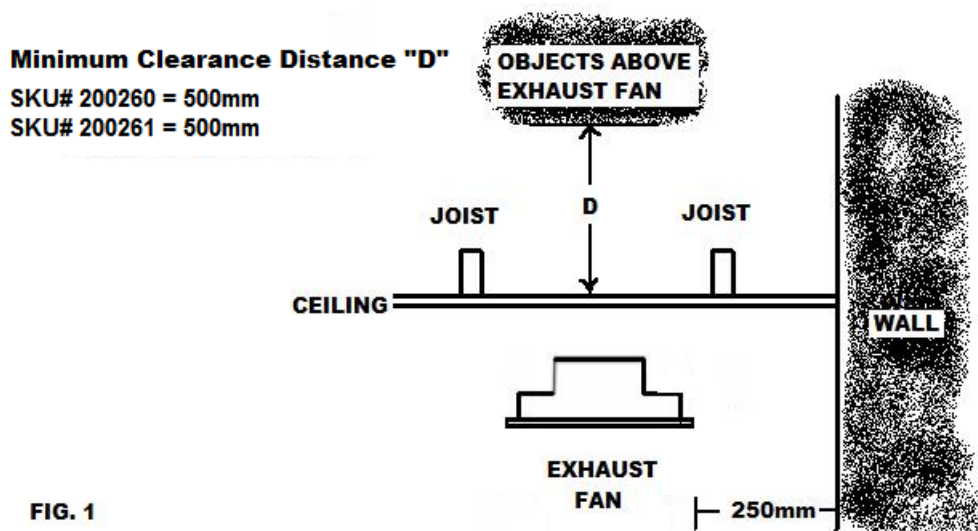 Minimum Clearance Distance "D"
SKU# 200260 = 500mm
SKU# 200261 = 500mm
OBJECTS ABOVE
EXHAUST FAN
D
JOIST
JOIST
CEILING
WALL
EXHAUST
FAN
250mm
FIG. 1